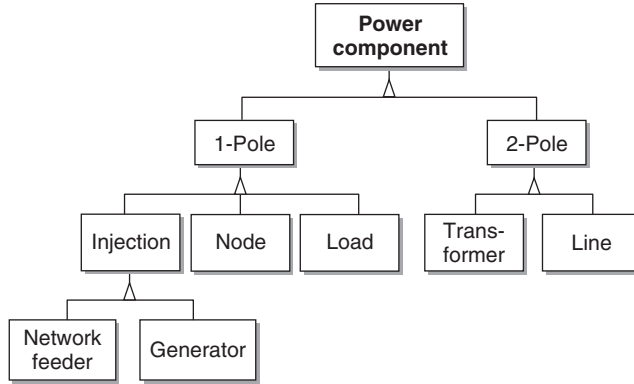 Power
component
1-Pole
2-Pole
Injection
Node
Load
Trans-
former
Line
Network
feeder
Generator